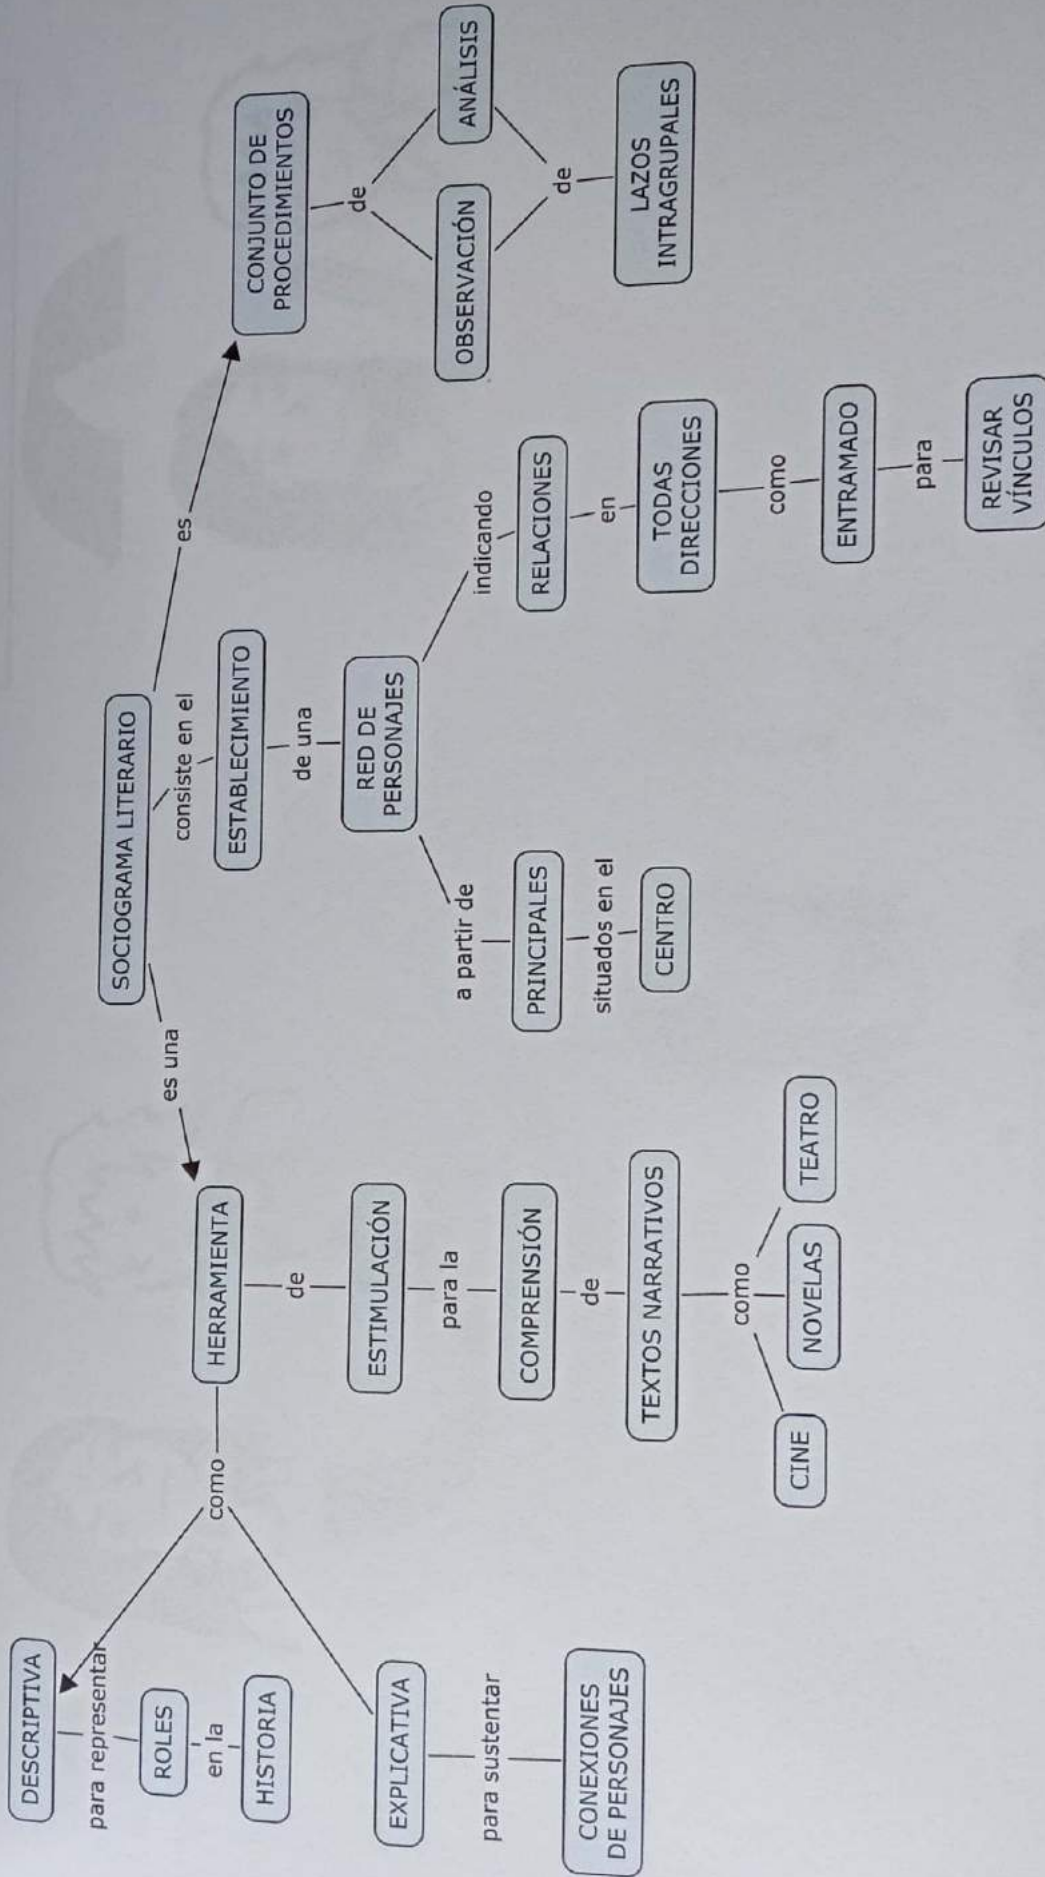 SOCIOGRAMA LITERARIO
es una
consiste en el
es
HERRAMIENTA
como
DESCRIPTIVA
para representar
ROLES
en la
HISTORIA
EXPLICATIVA
para sustentar
CONEXIONES
DE PERSONAJES
de
ESTIMULACIÓN
para la
COMPRENSIÓN
de
TEXTOS NARRATIVOS
como
CINE
NOVELAS
TEATRO
ESTABLECIMIENTO
de una
RED DE
PERSONAJES
a partir de
PRINCIPALES
situados en el
CENTRO
indicando
RELACIONES
en
TODAS
DIRECCIONES
como
ENTRAMADO
para
REVISAR
VÍNCULOS
CONJUNTO DE
PROCEDIMIENTOS
de
OBSERVACIÓN
ANÁLISIS
de
LAZOS
INTRAGRUPALES